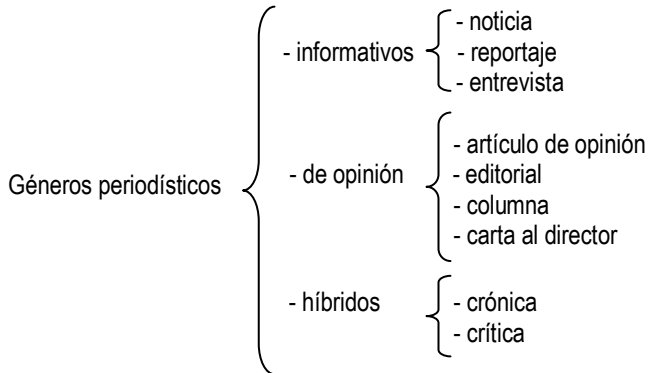 - noticia
- informativos
- reportaje
- entrevista
- artículo de opinión
Géneros periodísticos
- de opinión
- editorial
- columna
- carta al director
- híbridos
- crónica
- crítica